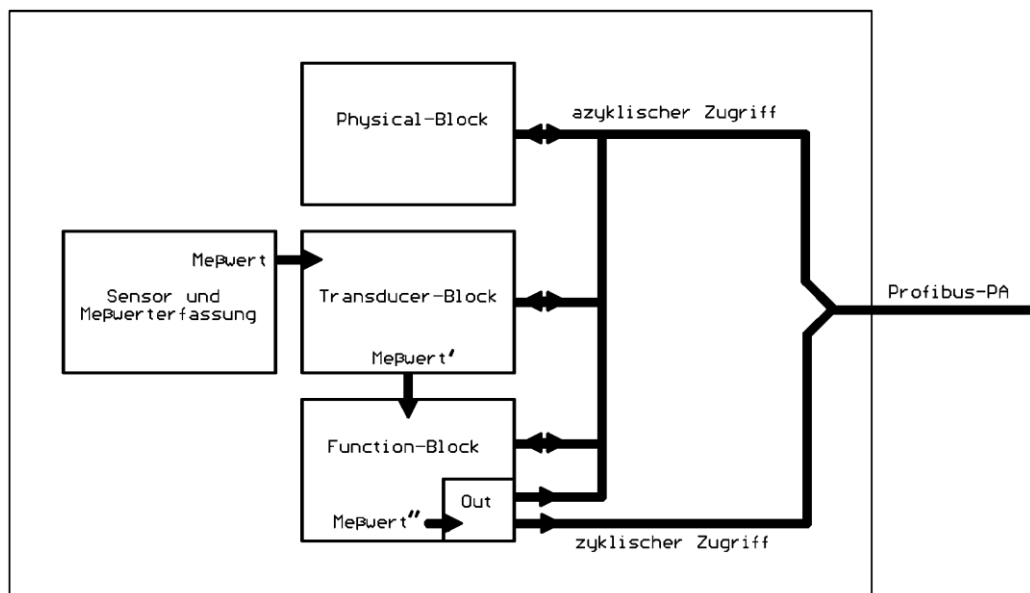 Physical-Block
azyklischer Zugriff
Meßwert
Sensor und
Meßwerterfassung
Transducer-Block
Meßwert'
Profibus-PA
Function-Block
Out
Meßwert"
zyklischer Zugriff